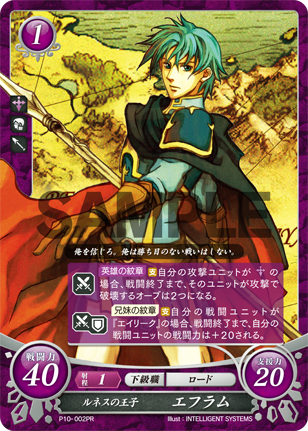 1
SAMPLE
俺を信じろ。俺は勝ち目のない戦いはしない。
英雄の紋章 支 自分の攻撃ユニットが
の場合、戦闘終了まで、そのユニットが攻撃で
破壊するオーブは2つになる。
兄妹の紋章 支 自分の戦闘ユニットが
「エイリーク」の場合、戦闘終了まで、自分の
戦闘ユニットの戦闘力は+20される。
戦闘力 40
射程 1 下級職 ロード
支援力 20
ルネスの王子 エフラム
P10-002PR Illust:INTELLIGENT SYSTEMS